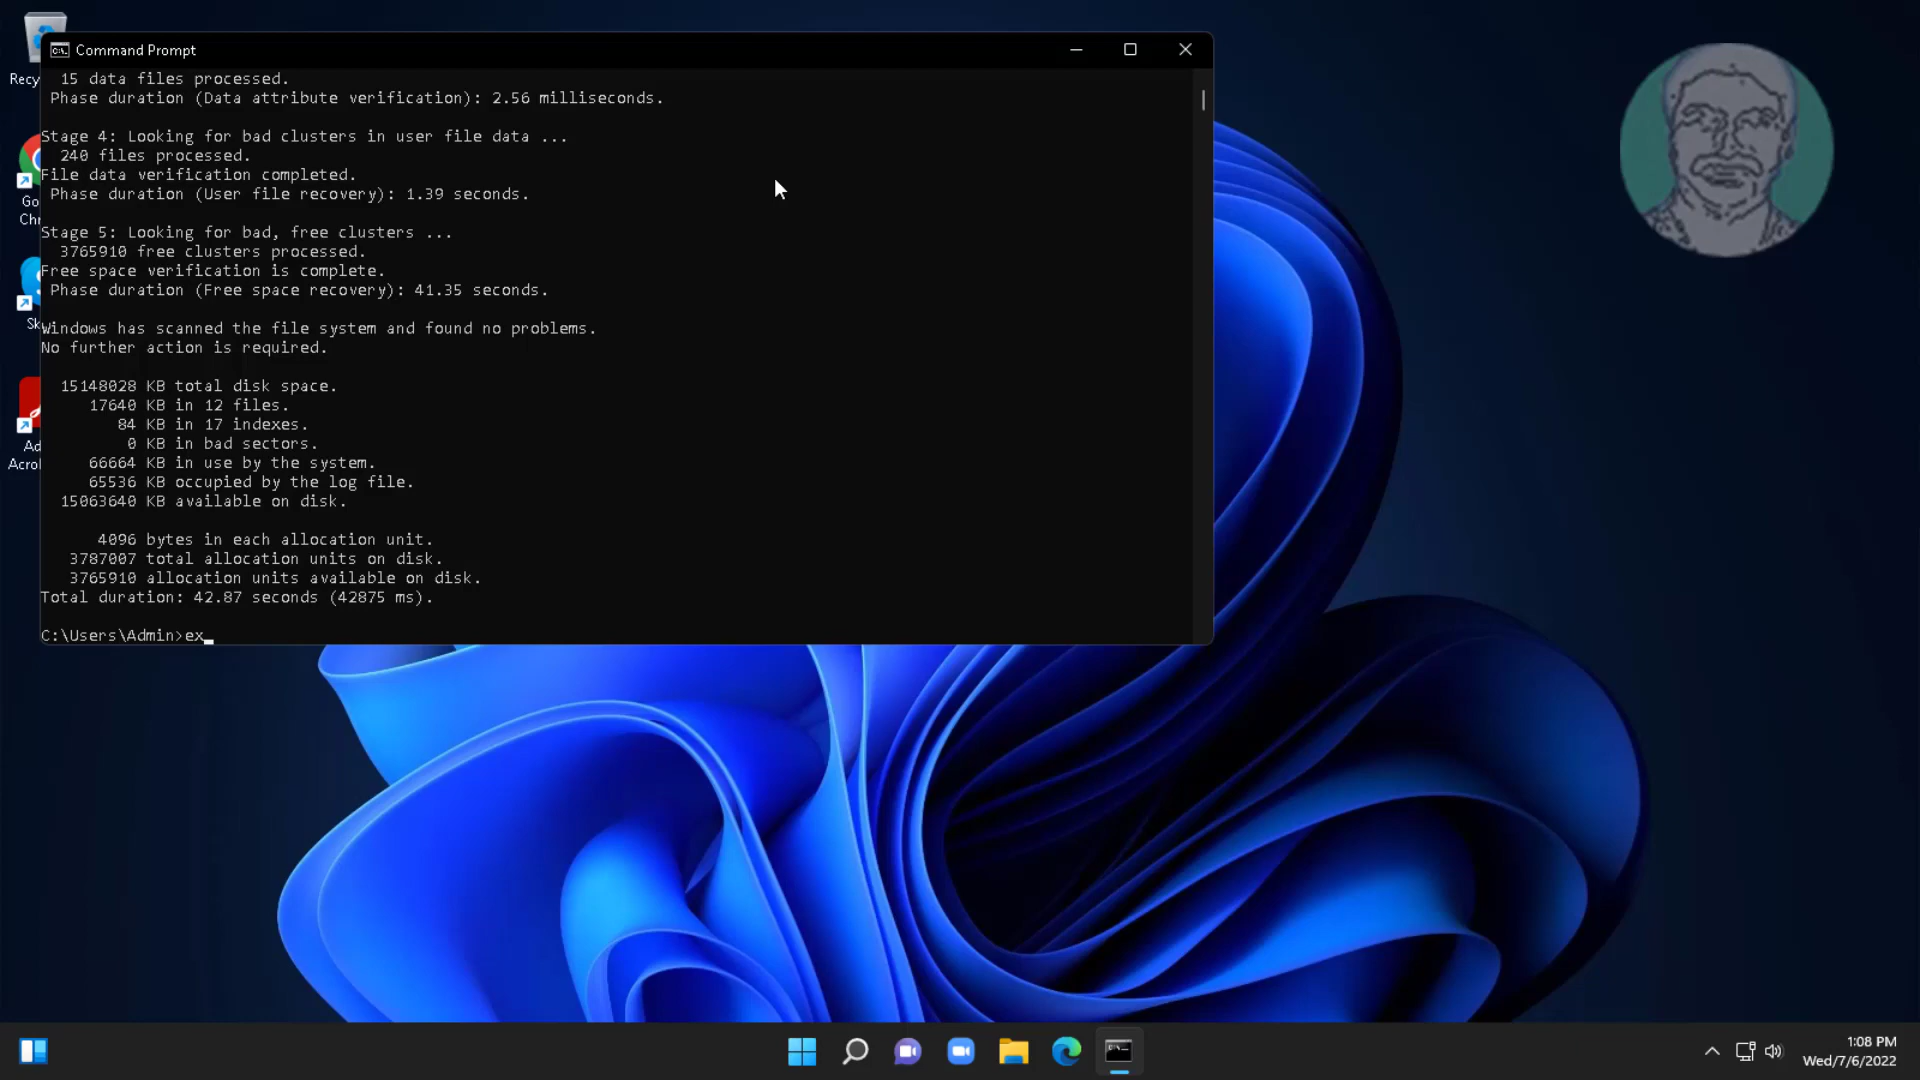 Command Prompt
15 data files processed.
Phase duration (Data attribute verification): 2.56 milliseconds.
Stage 4: Looking for bad clusters in user file data ...
240 files processed.
File data verification completed.
Phase duration (User file recovery): 1.39 seconds.
Stage 5: Looking for bad, free clusters ...
3765910 free clusters processed.
Free space verification is complete.
Phase duration (Free space recovery): 41.35 seconds.
Windows has scanned the file system and found no problems.
No further action is required.
15148028 KB total disk space.
17640 KB in 12 files.
84 KB in 17 indexes.
0 KB in bad sectors.
66664 KB in use by the system.
65536 KB occupied by the log file.
15063640 KB available on disk.
4096 bytes in each allocation unit.
3787007 total allocation units on disk.
3765910 allocation units available on disk.
Total duration: 42.87 seconds (42875 ms).
C:\Users\Admin>ex
Recy
Go
Chr
Sk
Ad
Acrol
1:08 PM
Wed/7/6/2022